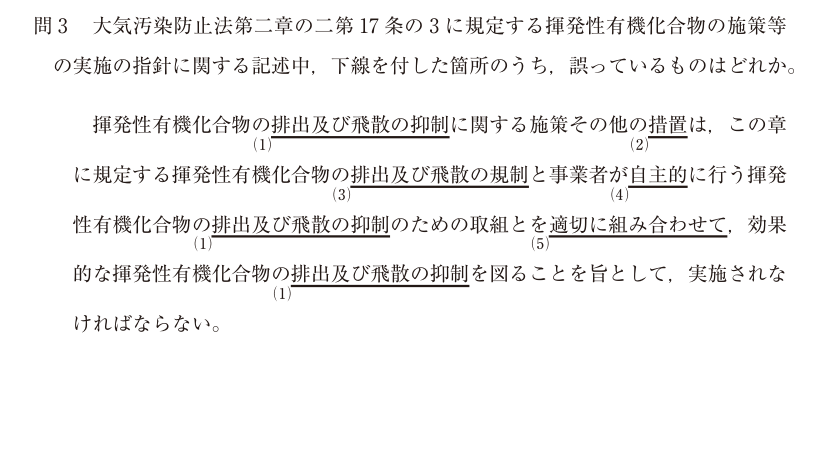 問3　大気汚染防止法第二章の二第17条の3に規定する揮発性有機化合物の施策等
の実施の指針に関する記述中，下線を付した箇所のうち，誤っているものはどれか。
揮発性有機化合物の排出及び飛散の抑制に関する施策その他の措置は，この章
(1) (2)
に規定する揮発性有機化合物の排出及び飛散の規制と事業者が自主的に行う揮発
(3) (4)
性有機化合物の排出及び飛散の抑制のための取組とを適切に組み合わせて，効果
(1) (5)
的な揮発性有機化合物の排出及び飛散の抑制を図ることを旨として，実施されな
(1)
ければならない。